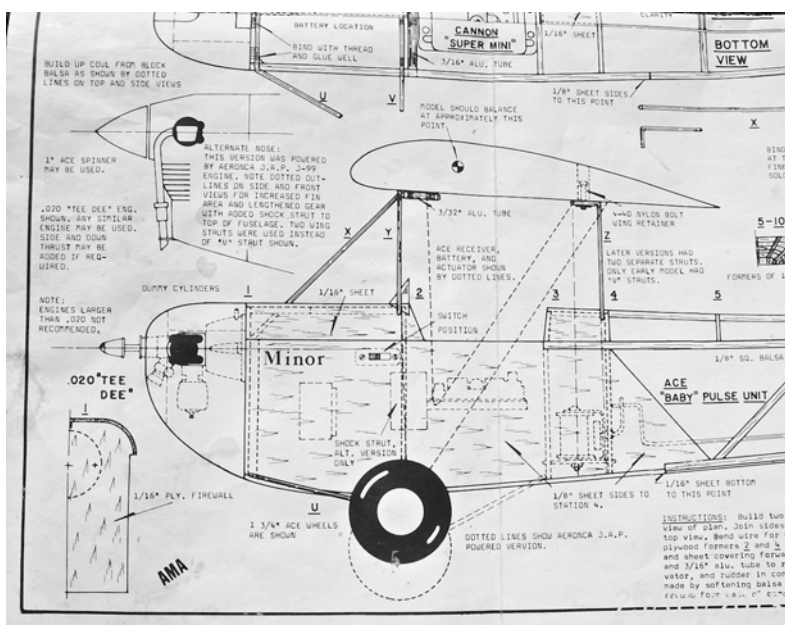 BATTERY LOCATION
BIND WITH THREAD
AND GLUE WELL
CANNON
"SUPER MINI"
3/16" ALU. TUBE
1/16" SHEET
CLARITY
BOTTOM
VIEW
1/8" SHEET SIDES
TO THIS POINT
BUILD UP COWL FROM BLOCK
BALSA AS SHOWN BY DOTTED
LINES ON TOP AND SIDE VIEWS
U
V
X
MODEL SHOULD BALANCE
AT APPROXIMATELY THIS
POINT
1" ACE SPINNER
MAY BE USED.
ALTERNATE NOSE:
THIS VERSION WAS POWERED
BY AERONCA J.A.P. J-99
ENGINE. NOTE DOTTED OUT-
LINES ON SIDE AND FRONT
VIEWS FOR INCREASED FIN
AREA AND LENGTHENED GEAR
WITH ADDED SHOCK STRUT TO
TOP OF FUSELAGE. TWO WING
STRUTS WERE USED INSTEAD
OF "V" STRUT SHOWN.
BIND
AT T
FINE
SOLD
.020 "TEE DEE" ENG.
SHOWN. ANY SIMILAR
ENGINE MAY BE USED.
SIDE AND DOWN
THRUST MAY BE
ADDED IF REQ-
UIRED.
3/32" ALU. TUBE
4-40 NYLON BOLT
WING RETAINER
5-10
X
Y
Z
ACE RECEIVER,
BATTERY, AND
ACTUATOR SHOWN
BY DOTTED LINES.
LATER VERSIONS HAD
TWO SEPARATE STRUTS.
ONLY EARLY MODEL HAD
"V" STRUTS.
FORMERS OF 1
NOTE:
ENGINES LARGER
THAN .020 NOT
RECOMMENDED.
DUMMY CYLINDERS
1
1/16" SHEET
2
3
4
5
SWITCH
POSITION
Minor
1/8" SQ. BALSA
.020 "TEE
DEE"
ACE
"BABY" PULSE UNIT
1
SHOCK STRUT,
ALT. VERSION
ONLY
1/16" PLY. FIREWALL
U
1 3/4" ACE WHEELS
ARE SHOWN
1/8" SHEET SIDES TO
STATION 4.
1/16" SHEET BOTTOM
TO THIS POINT
DOTTED LINES SHOW AERONCA J.A.P.
POWERED VERVION.
INSTRUCTIONS: Build two
view of plan. Join sides
top view. Bend wire for
plywood formers 2 and 4
and sheet covering forwa
and 3/16" alu. tube to r
vator, and rudder in con
made by softening balsa
AMA